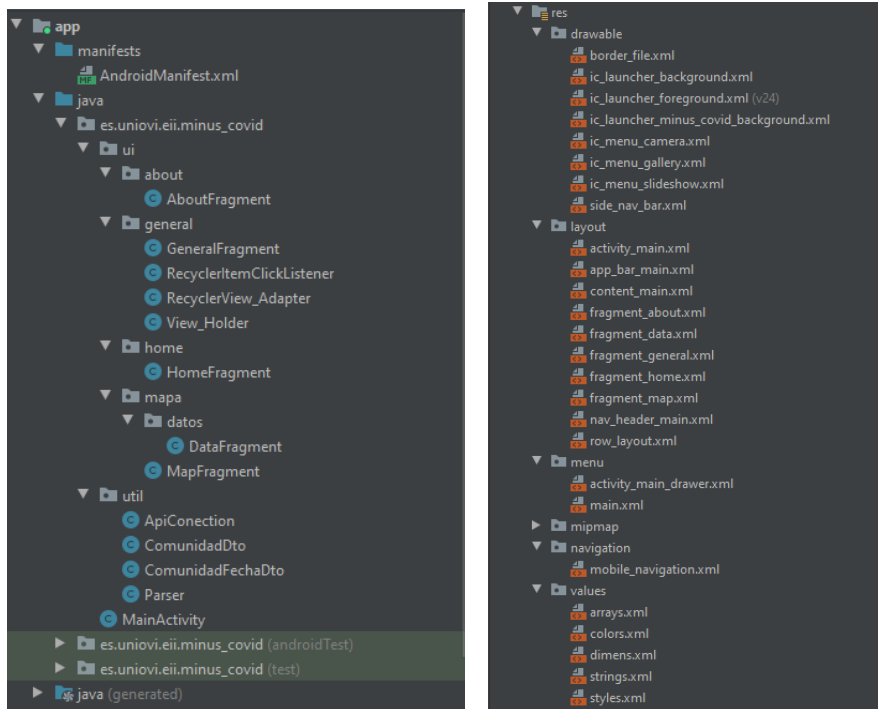 app
manifests
AndroidManifest.xml
java
es.uniovi.eii.minus_covid
ui
about
AboutFragment
general
GeneralFragment
RecyclerItemClickListener
RecyclerView_Adapter
View_Holder
home
HomeFragment
mapa
datos
DataFragment
MapFragment
util
ApiConection
ComunidadDto
ComunidadFechaDto
Parser
MainActivity
es.uniovi.eii.minus_covid (androidTest)
es.uniovi.eii.minus_covid (test)
java (generated)
res
drawable
border_file.xml
ic_launcher_background.xml
ic_launcher_foreground.xml (v24)
ic_launcher_minus_covid_background.xml
ic_menu_camera.xml
ic_menu_gallery.xml
ic_menu_slideshow.xml
side_nav_bar.xml
layout
activity_main.xml
app_bar_main.xml
content_main.xml
fragment_about.xml
fragment_data.xml
fragment_general.xml
fragment_home.xml
fragment_map.xml
nav_header_main.xml
row_layout.xml
menu
activity_main_drawer.xml
main.xml
mipmap
navigation
mobile_navigation.xml
values
arrays.xml
colors.xml
dimens.xml
strings.xml
styles.xml